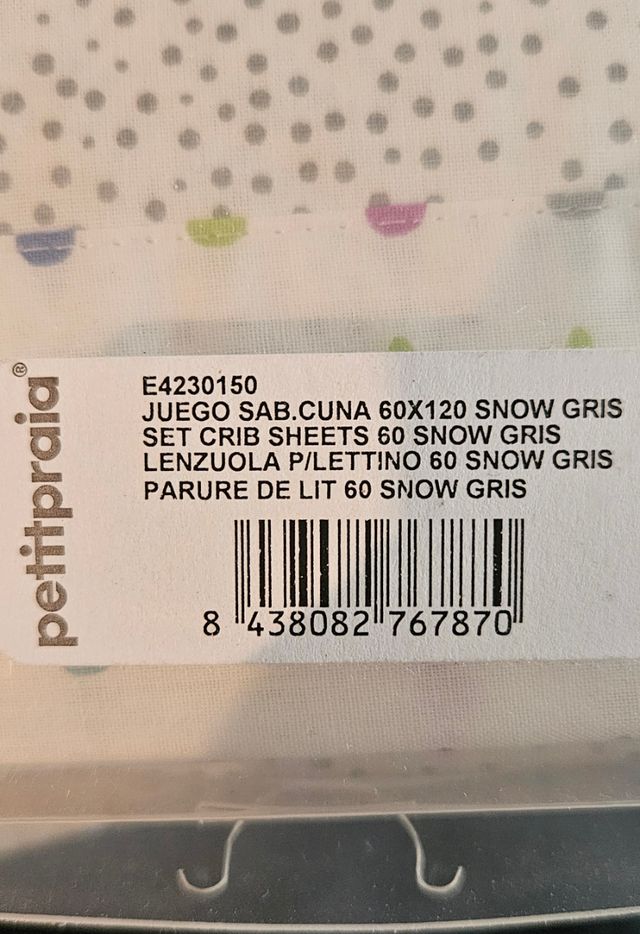 petitpraia®
E4230150
JUEGO SAB.CUNA 60X120 SNOW GRIS
SET CRIB SHEETS 60 SNOW GRIS
LENZUOLA P/LETTINO 60 SNOW GRIS
PARURE DE LIT 60 SNOW GRIS
8 438082 767870